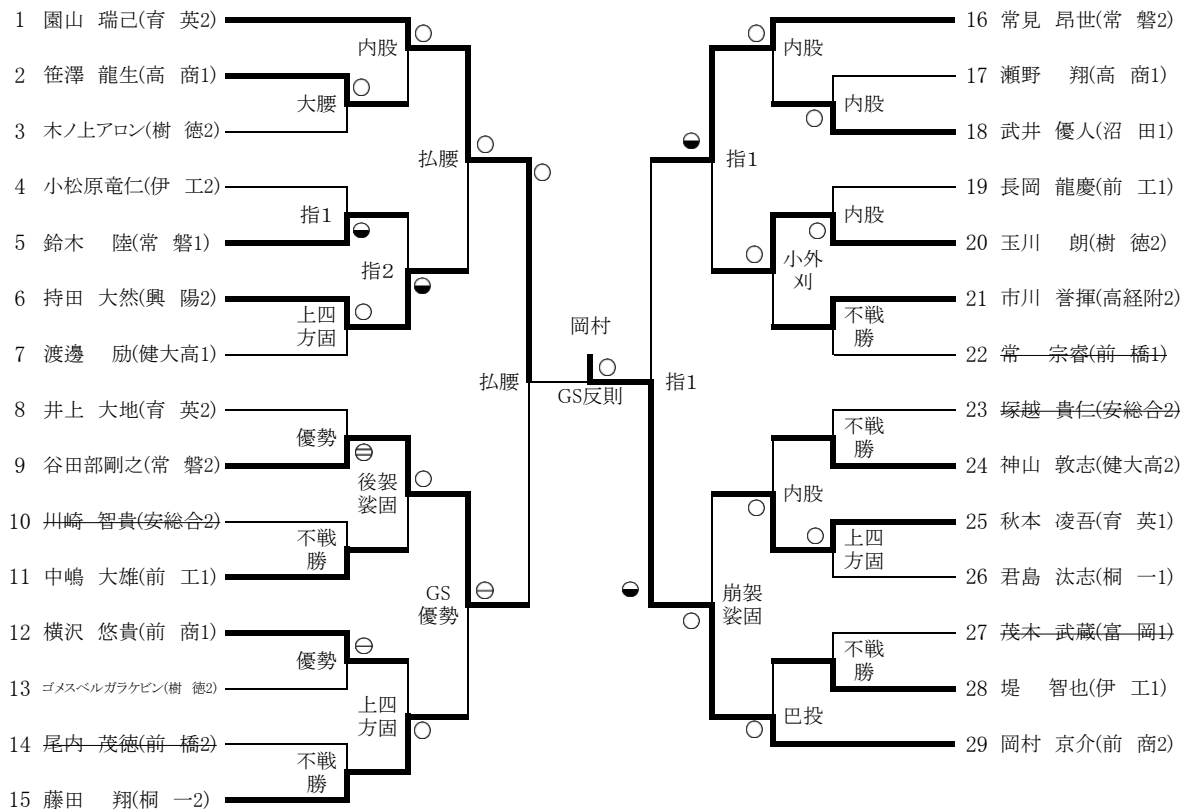 1 園山 瑞己(育 英2)
2 笹澤 龍生(高 商1)
3 木ノ上アロン(樹 徳2)
4 小松原竜仁(伊 工2)
5 鈴木 陸(常 磐1)
6 持田 大然(興 陽2)
7 渡邊 励(健大高1)
8 井上 大地(育 英2)
9 谷田部剛之(常 磐2)
10 川崎 智貴(安総合2)
11 中嶋 大雄(前 工1)
12 横沢 悠貴(前 商1)
13 ゴメスベルガラケビン(樹 徳2)
14 尾内 茂徳(前 橋2)
15 藤田 翔(桐 一2)
内股
大腰
指1
上四
方固
優勢
不戦
勝
優勢
不戦
勝
指2
後袈
裟固
上四
方固
払腰
GS
優勢
払腰
岡村
GS反則
指1
指1
崩袈
裟固
内股
小外
刈
内股
巴投
内股
内股
不戦
勝
不戦
勝
上四
方固
不戦
勝
16 常見 昂世(常 磐2)
17 瀬野 翔(高 商1)
18 武井 優人(沼 田1)
19 長岡 龍慶(前 工1)
20 玉川 朗(樹 徳2)
21 市川 誉揮(高経附2)
22 常 宗睿(前 橋1)
23 塚越 貴仁(安総合2)
24 神山 敦志(健大高2)
25 秋本 凌吾(育 英1)
26 君島 汰志(桐 一1)
27 茂木 武蔵(富 岡1)
28 堤 智也(伊 工1)
29 岡村 京介(前 商2)